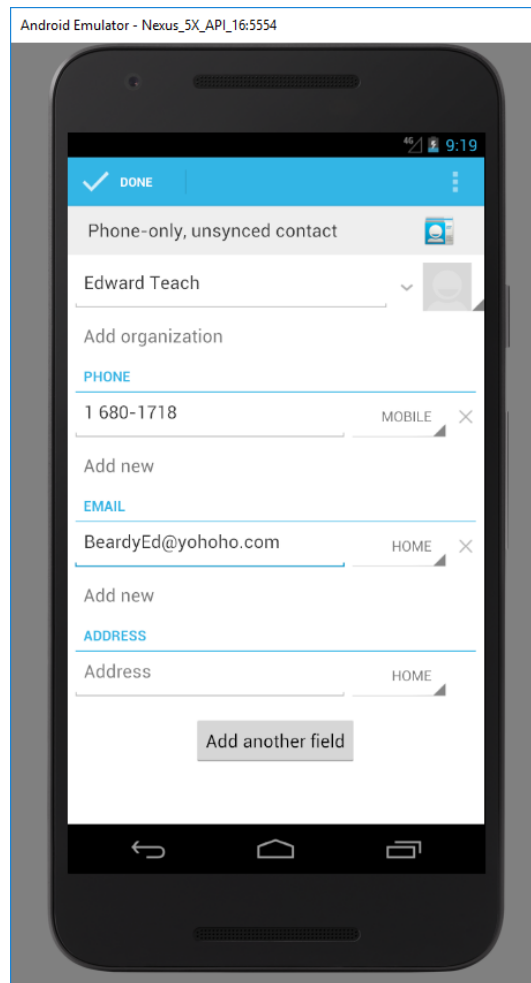 Android Emulator - Nexus_5X_API_16:5554
4G 9:19
DONE
Phone-only, unsynced contact
Edward Teach
Add organization
PHONE
1 680-1718 MOBILE
Add new
EMAIL
BeardyEd@yohoho.com HOME
Add new
ADDRESS
Address HOME
Add another field